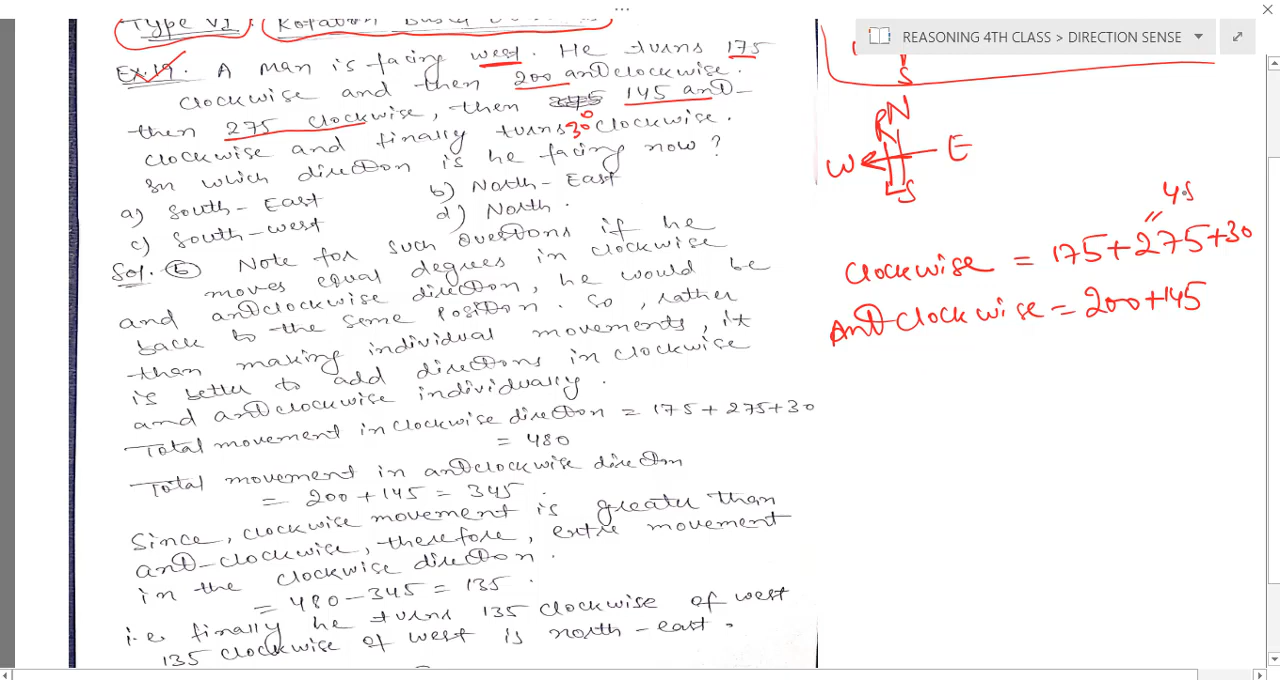 Type VI : Rotation
REASONING 4TH CLASS > DIRECTION SENSE
Ex.19. A man is facing west. He turns 175
clockwise and then 200 anticlockwise.
then 275 clockwise, then 145 anti-
clockwise and finally turns 30° clockwise.
In which direction is he facing now?
a) South-East b) North-East
c) South-west d) North.
Sol. (b) Note for such questions if he
moves equal degrees in clockwise
and anticlockwise direction, he would be
back to the same position. So, rather
than making individual movements, it
is better to add directions in clockwise
and anticlockwise individually.
Total movement in clockwise direction = 175+275+30
= 480
Total movement in anticlockwise directm
= 200+145 = 345.
Since, clockwise movement is greater than
anti-clockwise, therefore, entre movement
in the clockwise direction.
= 480-345 = 135.
i.e. finally he turns 135 clockwise of west
135 clockwise of west is north-east.
S
N
R
W E
L S
45
clockwise = 175+275+30
Anticlockwise = 200+145